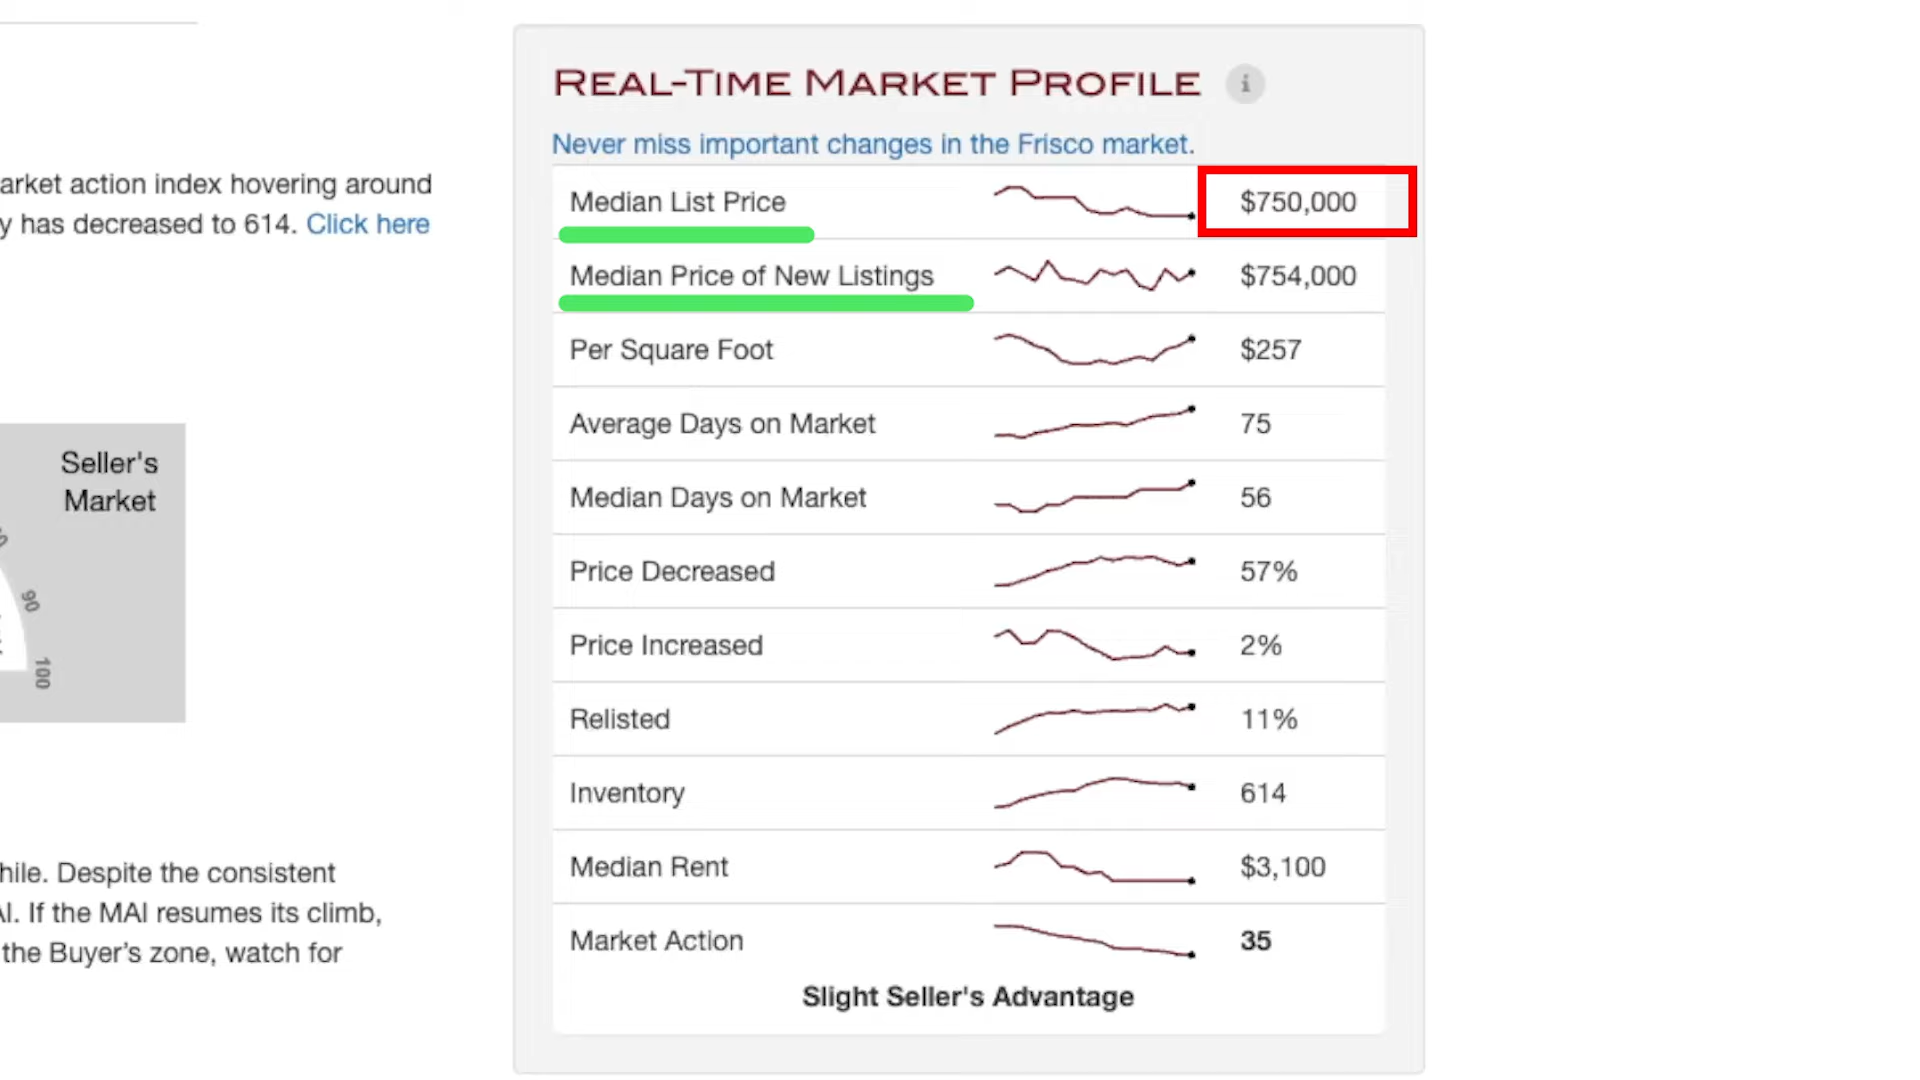 arket action index hovering around
y has decreased to 614. Click here
Seller's
Market
90
100
hile. Despite the consistent
AI. If the MAI resumes its climb,
the Buyer's zone, watch for
REAL-TIME MARKET PROFILE i
Never miss important changes in the Frisco market.
Median List Price $750,000
Median Price of New Listings $754,000
Per Square Foot $257
Average Days on Market 75
Median Days on Market 56
Price Decreased 57%
Price Increased 2%
Relisted 11%
Inventory 614
Median Rent $3,100
Market Action 35
Slight Seller's Advantage